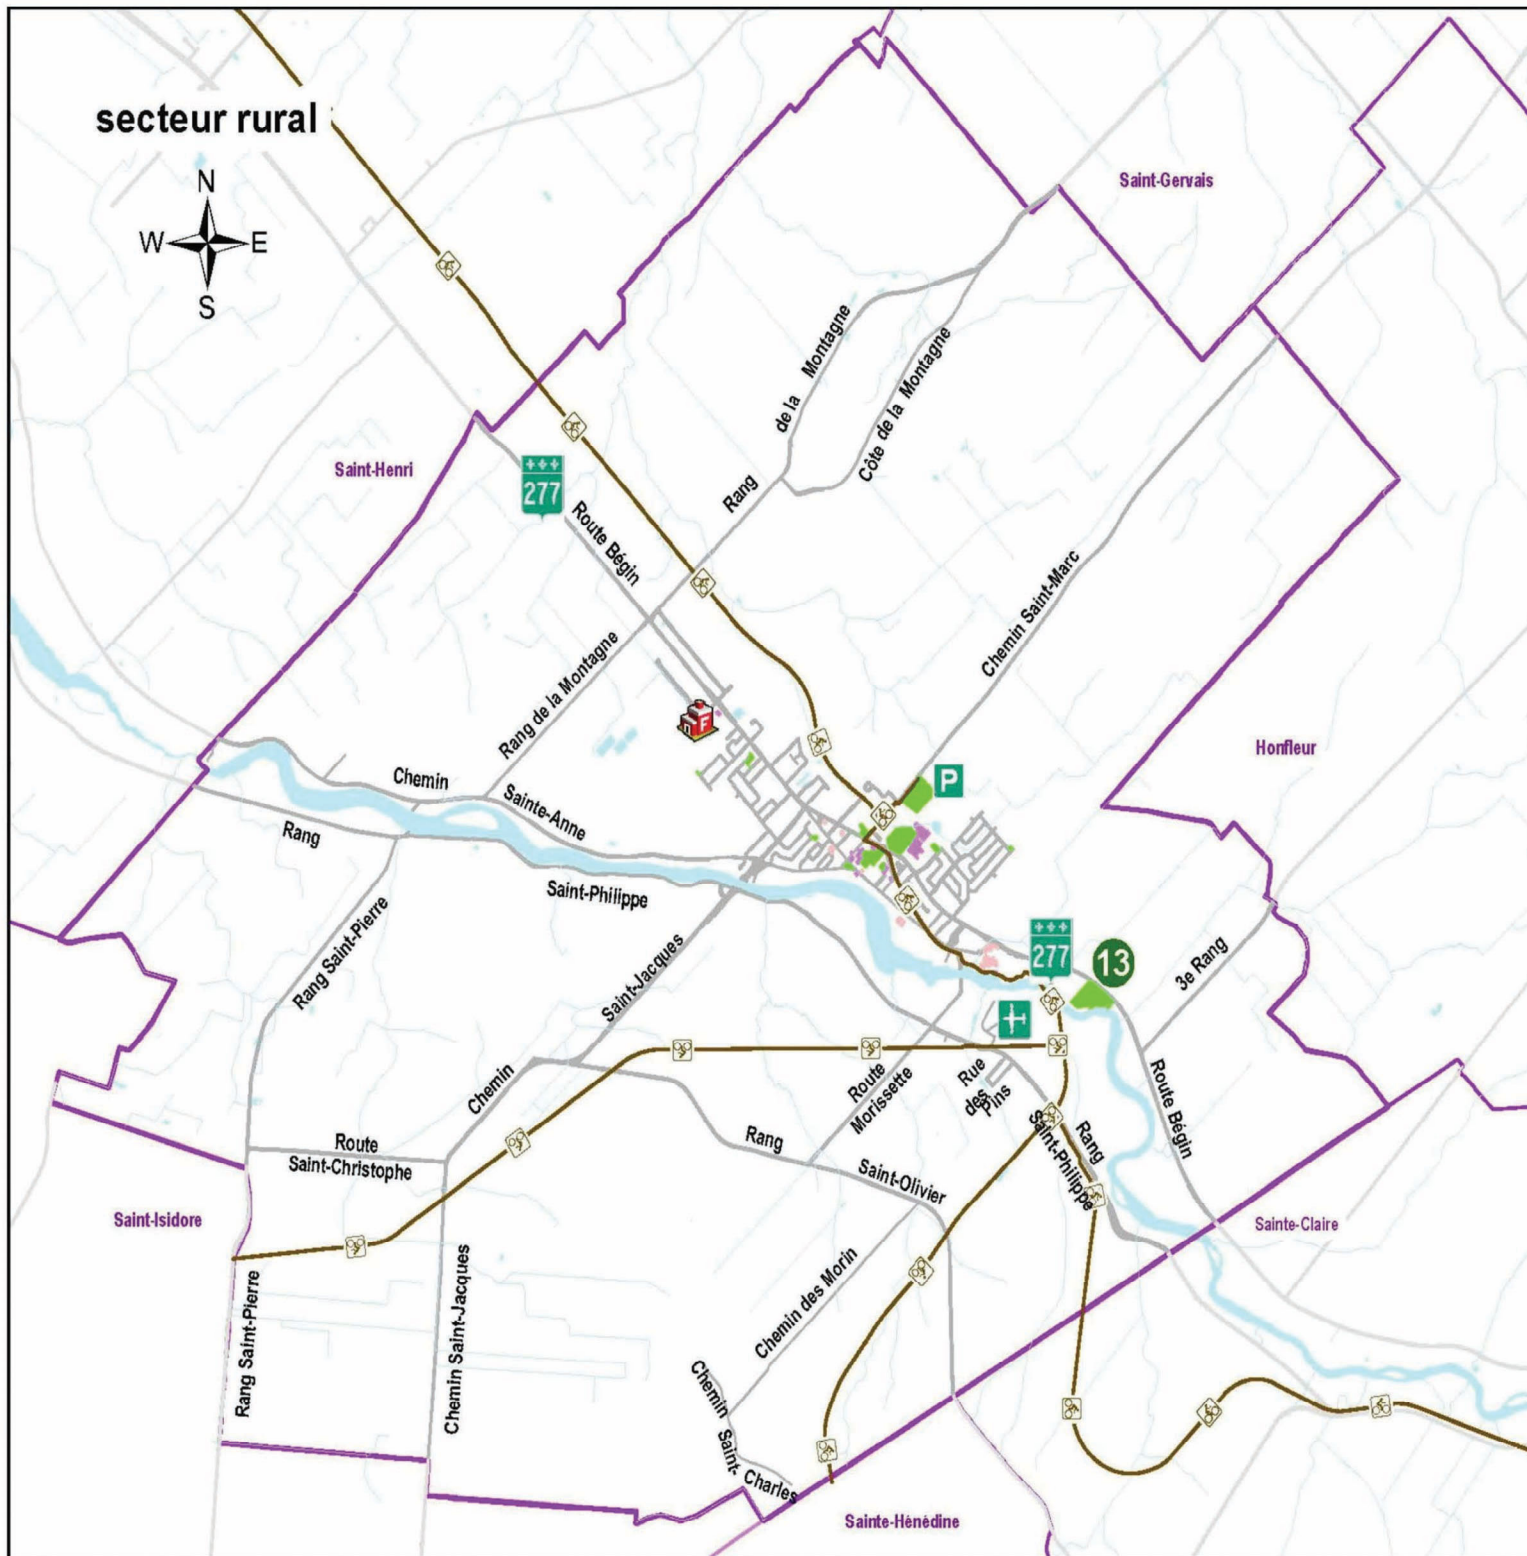 secteur rural
N
W
E
S
Saint-Gervais
Saint-Henri
277
Route Bégin
Rang
de la
Montagne
Côte de la Montagne
Chemin Saint-Marc
Rang de la Montagne
F
Honfleur
P
Chemin
Sainte-Anne
Rang
Saint-Philippe
Rang Saint-Pierre
Saint-Jacques
Chemin
277
13
3e Rang
Route
Morissette
Rue
des
Pins
Route Bégin
Rang
Saint-Philippe
Route
Saint-Christophe
Rang
Saint-Olivier
Saint-Isidore
Sainte-Claire
Rang Saint-Pierre
Chemin Saint-Jacques
Chemin des Morin
Chemin
Saint-
Charles
Sainte-Hénédine